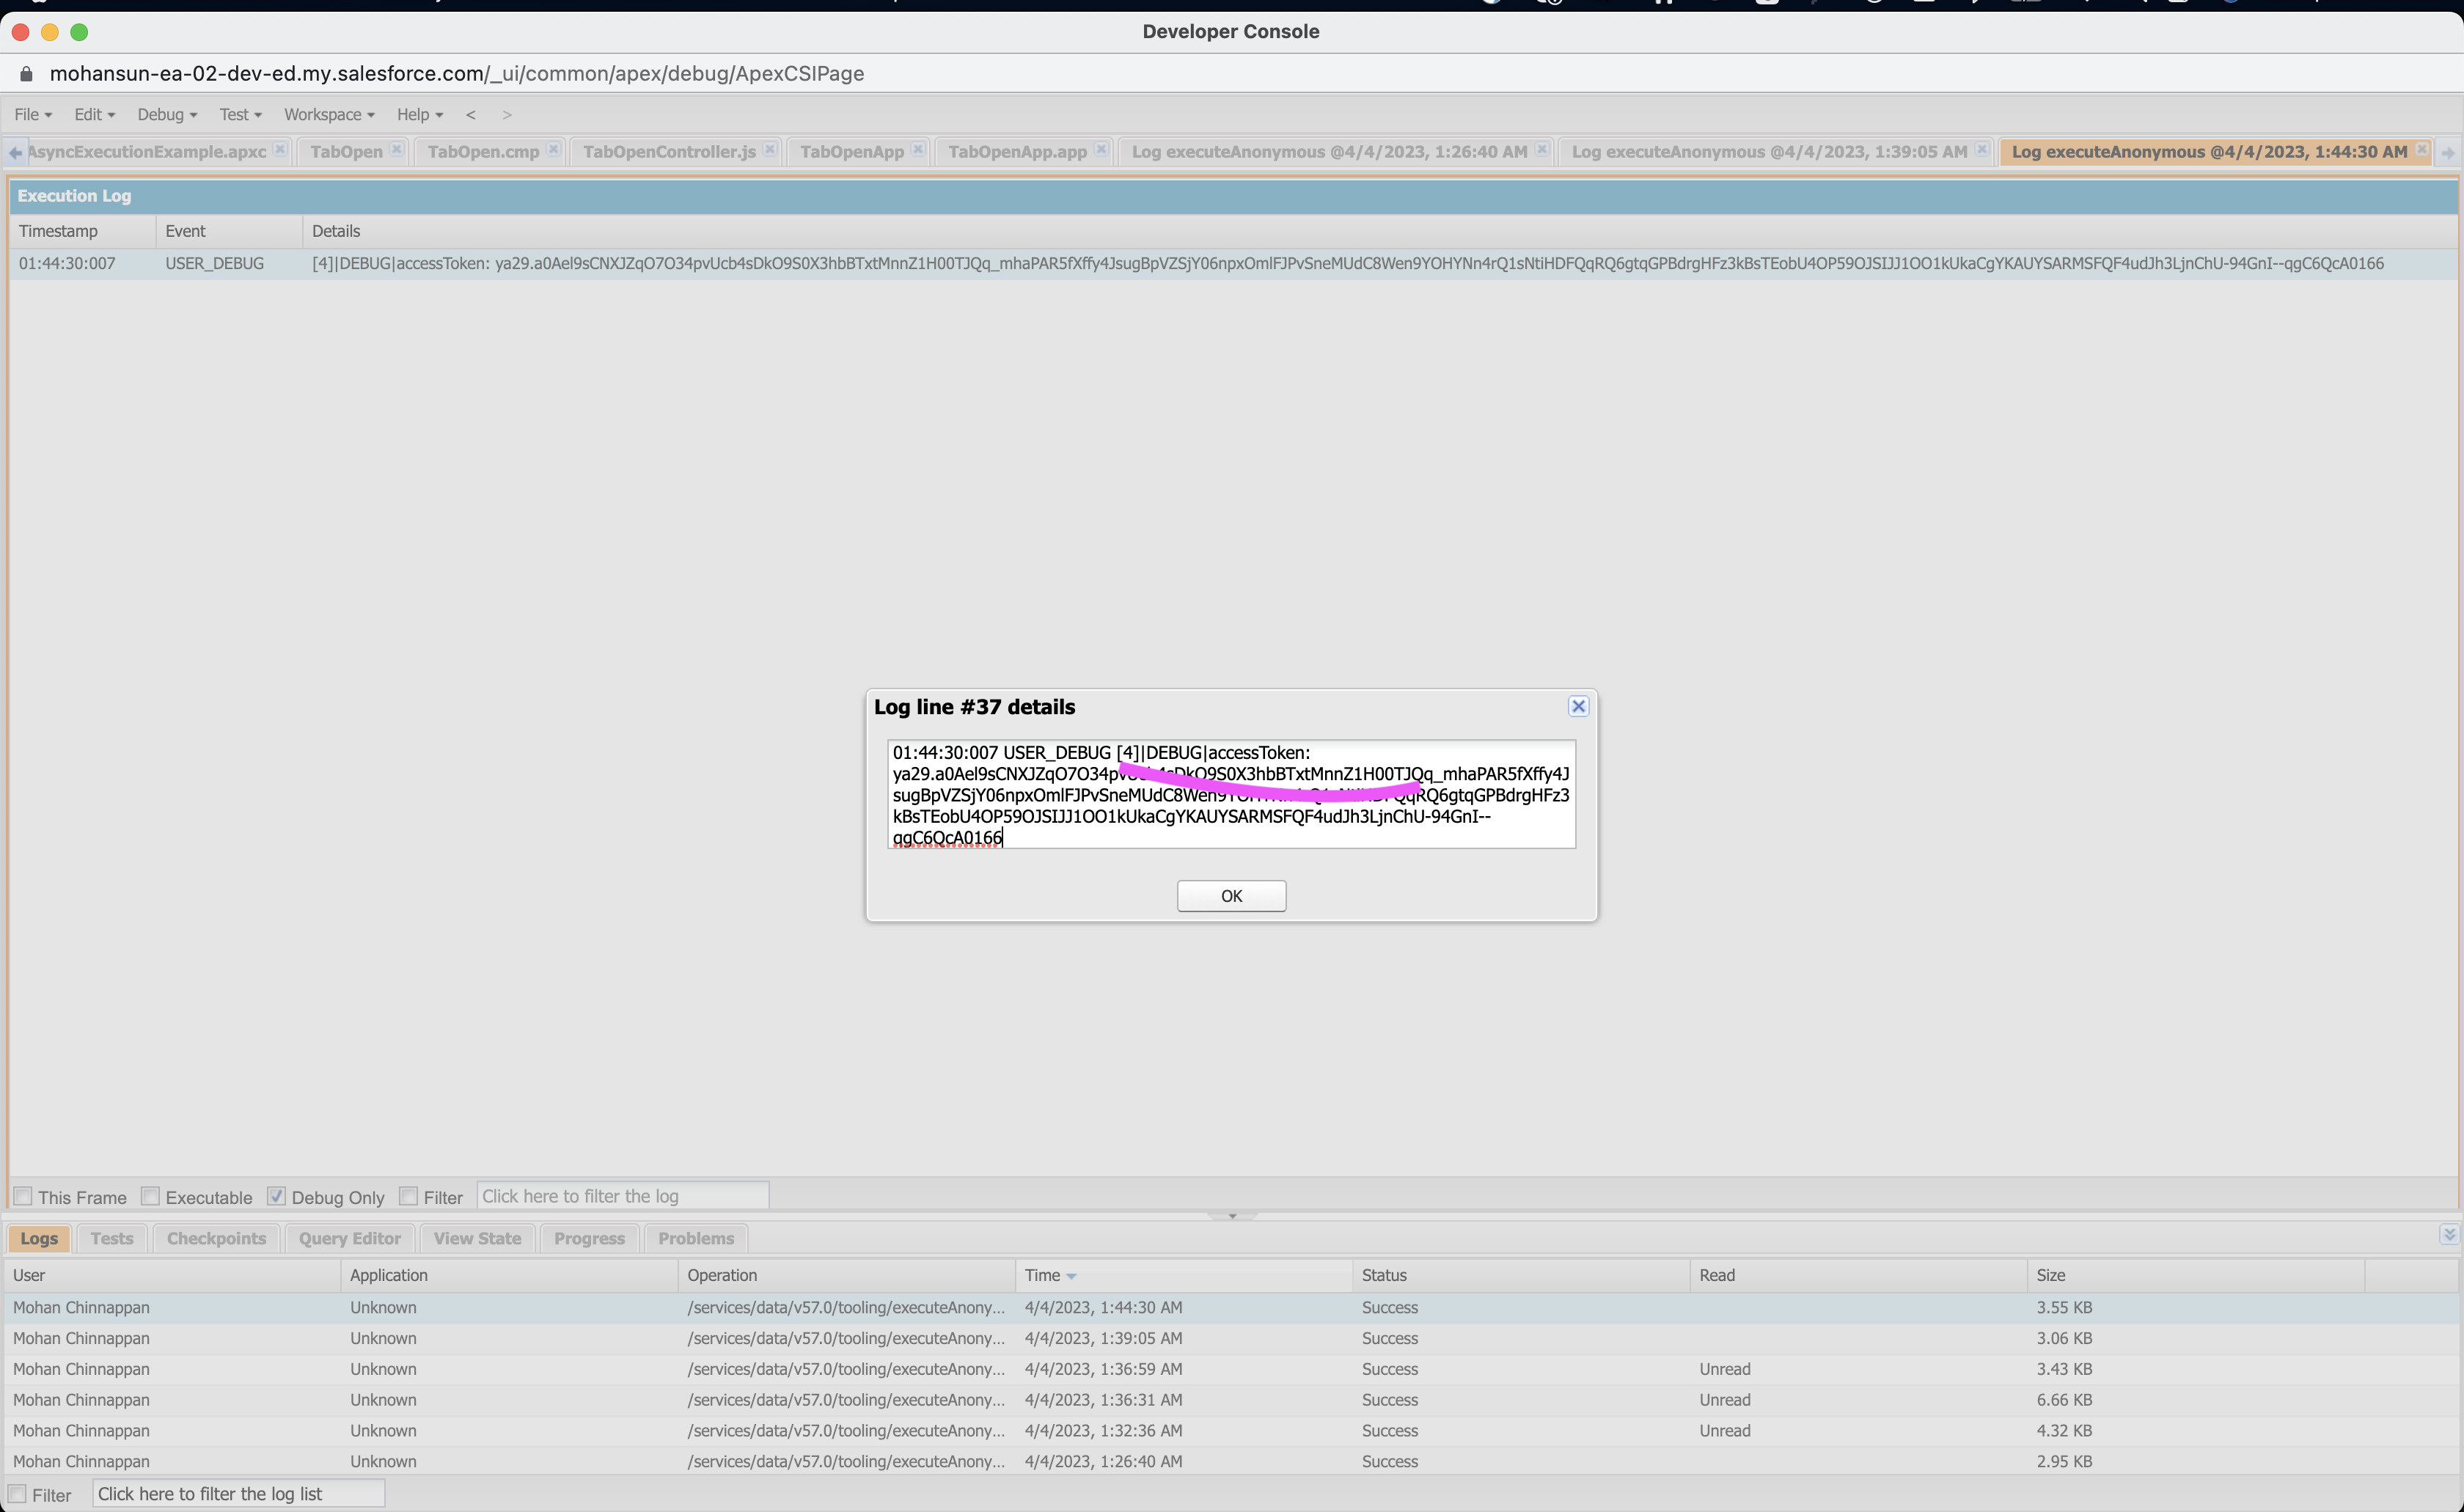 Developer Console
mohansun-ea-02-dev-ed.my.salesforce.com/_ui/common/apex/debug/ApexCSIPage
File Edit Debug Test Workspace Help < >
AsyncExecutionExample.apxc TabOpen TabOpen.cmp TabOpenController.js TabOpenApp TabOpenApp.app Log executeAnonymous @4/4/2023, 1:26:40 AM Log executeAnonymous @4/4/2023, 1:39:05 AM Log executeAnonymous @4/4/2023, 1:44:30 AM
Execution Log
Timestamp Event Details
01:44:30:007 USER_DEBUG [4]|DEBUG|accessToken:
Log line #37 details
01:44:30:007 USER_DEBUG [4]|DEBUG|accessToken:
OK
This Frame Executable Debug Only Filter Click here to filter the log
Logs Tests Checkpoints Query Editor View State Progress Problems
User Application Operation Time Status Read Size
Mohan Chinnappan Unknown /services/data/v57.0/tooling/executeAnony... 4/4/2023, 1:44:30 AM Success 3.55 KB
Mohan Chinnappan Unknown /services/data/v57.0/tooling/executeAnony... 4/4/2023, 1:39:05 AM Success 3.06 KB
Mohan Chinnappan Unknown /services/data/v57.0/tooling/executeAnony... 4/4/2023, 1:36:59 AM Success Unread 3.43 KB
Mohan Chinnappan Unknown /services/data/v57.0/tooling/executeAnony... 4/4/2023, 1:36:31 AM Success Unread 6.66 KB
Mohan Chinnappan Unknown /services/data/v57.0/tooling/executeAnony... 4/4/2023, 1:32:36 AM Success Unread 4.32 KB
Mohan Chinnappan Unknown /services/data/v57.0/tooling/executeAnony... 4/4/2023, 1:26:40 AM Success 2.95 KB
Filter Click here to filter the log list